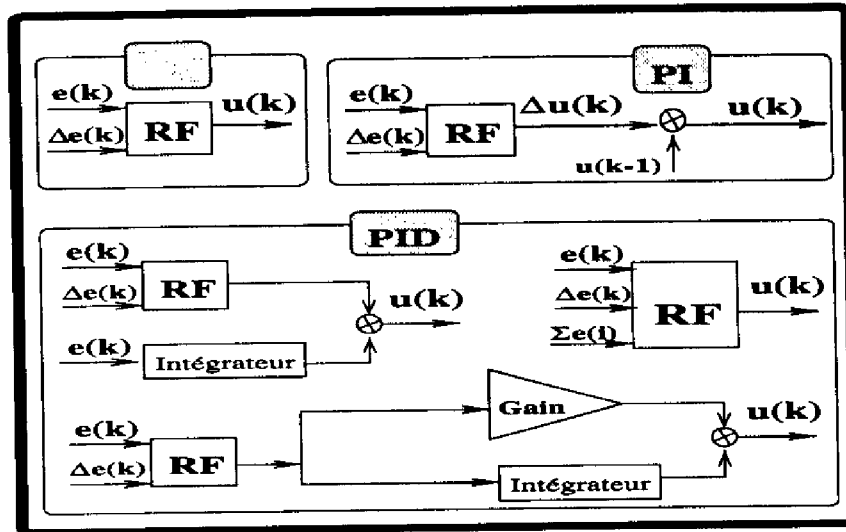 e(k)
Δe(k)
RF
u(k)
PI
e(k)
Δe(k)
RF
Δu(k)
u(k)
u(k-1)
PID
e(k)
Δe(k)
RF
u(k)
e(k)
Intégrateur
e(k)
Δe(k)
Σe(i)
RF
u(k)
e(k)
Δe(k)
RF
Gain
Intégrateur
u(k)